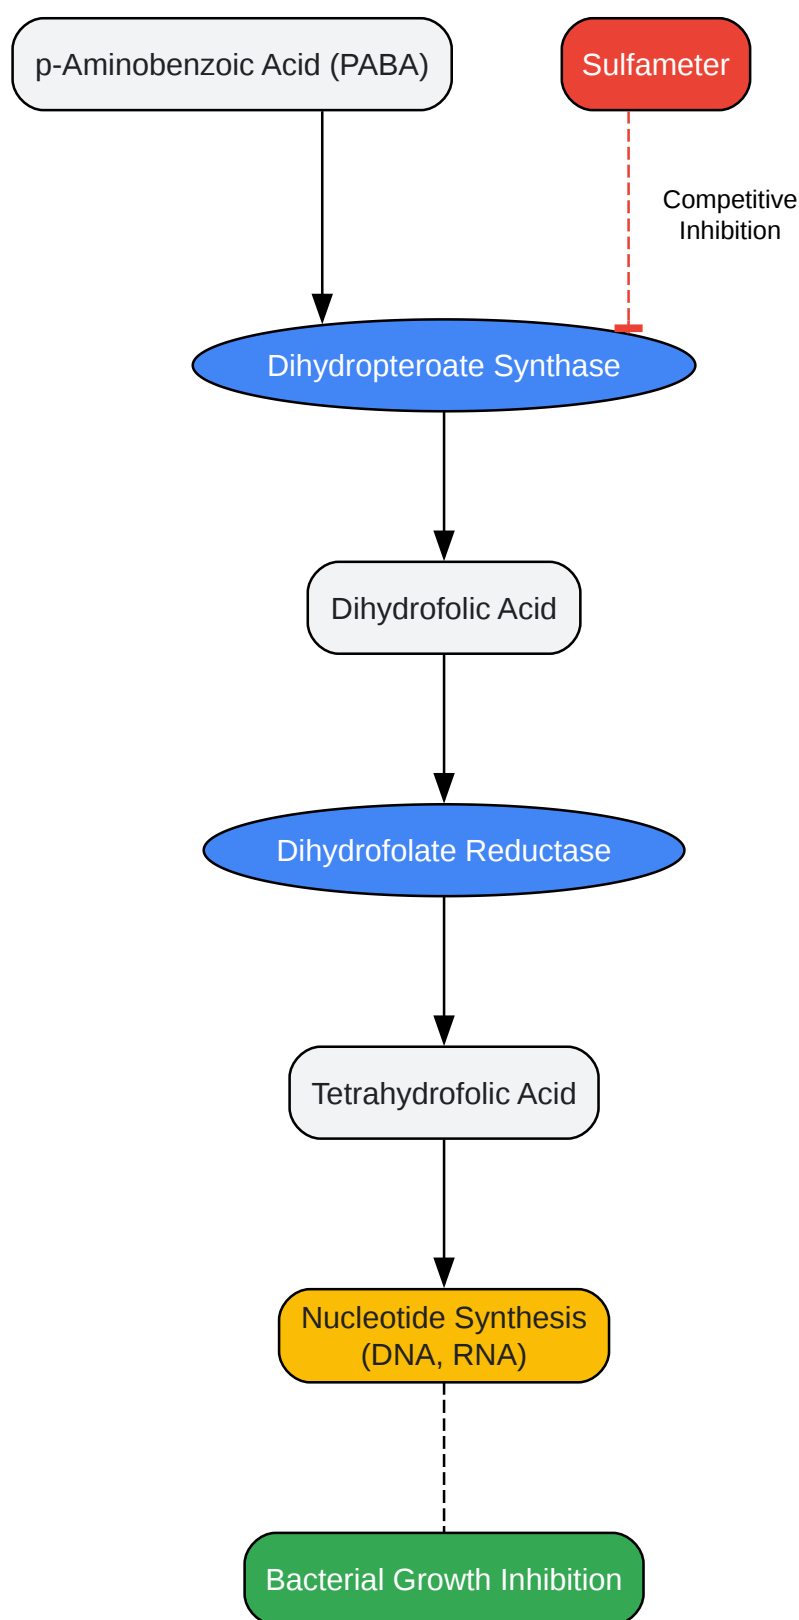 p-Aminobenzoic Acid (PABA)
Sulfameter
Competitive
Inhibition
Dihydropteroate Synthase
Dihydrofolic Acid
Dihydrofolate Reductase
Tetrahydrofolic Acid
Nucleotide Synthesis
(DNA, RNA)
Bacterial Growth Inhibition